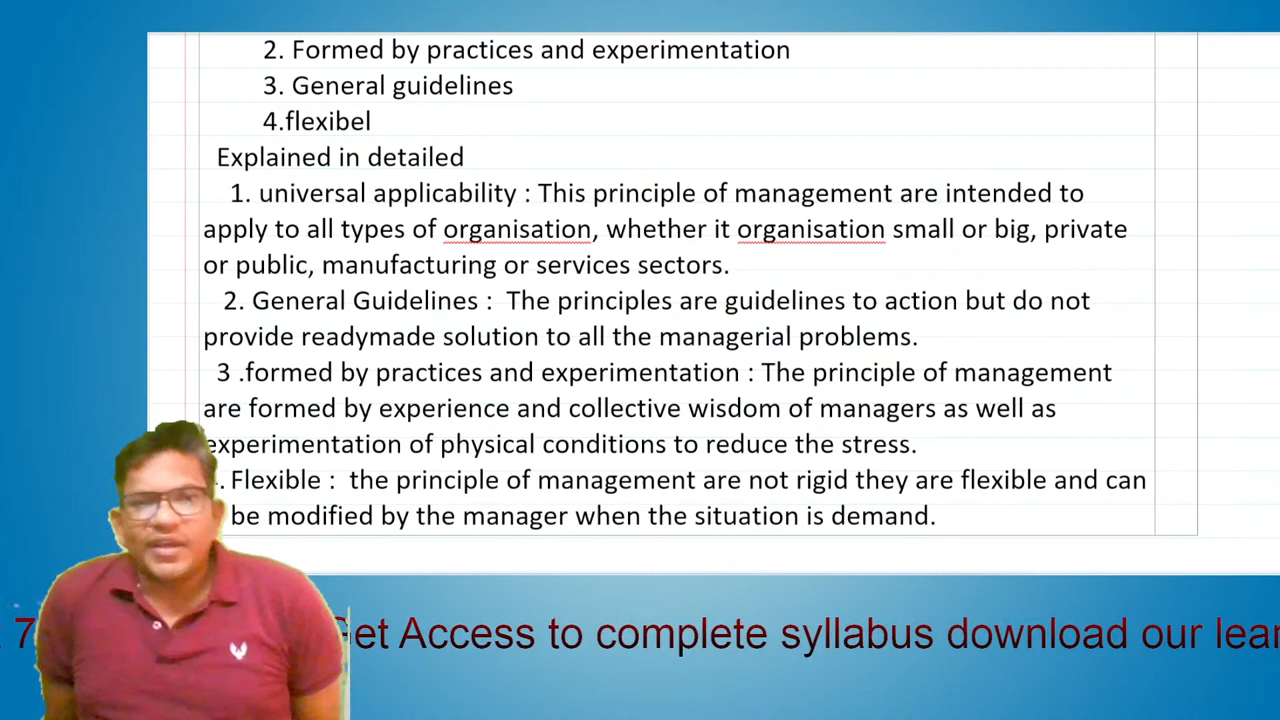 2. Formed by practices and experimentation
3. General guidelines
4.flexibel
Explained in detailed
1. universal applicability : This principle of management are intended to
apply to all types of organisation, whether it organisation small or big, private
or public, manufacturing or services sectors.
2. General Guidelines :  The principles are guidelines to action but do not
provide readymade solution to all the managerial problems.
3 .formed by practices and experimentation : The principle of management
are formed by experience and collective wisdom of managers as well as
experimentation of physical conditions to reduce the stress.
. Flexible :  the principle of management are not rigid they are flexible and can
be modified by the manager when the situation is demand.
7 Get Access to complete syllabus download our lear